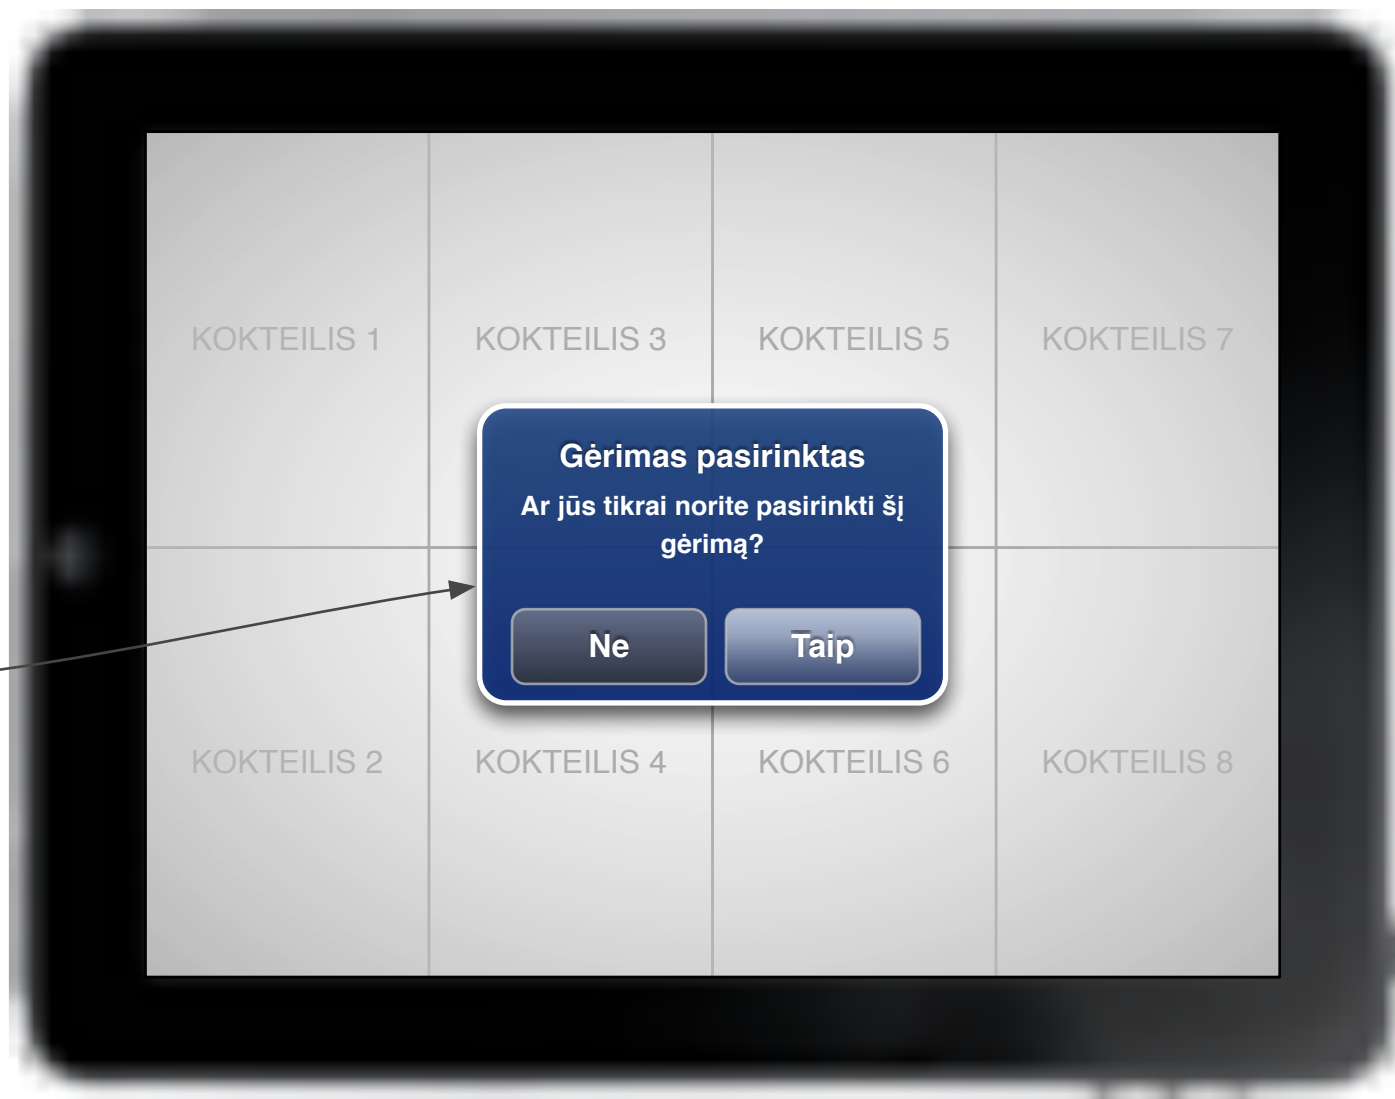 KOKTEILIS 1
KOKTEILIS 3
KOKTEILIS 5
KOKTEILIS 7
Gėrimas pasirinktas
Ar jūs tikrai norite pasirinkti šį
gėrimą?
Ne
Taip
KOKTEILIS 2
KOKTEILIS 4
KOKTEILIS 6
KOKTEILIS 8